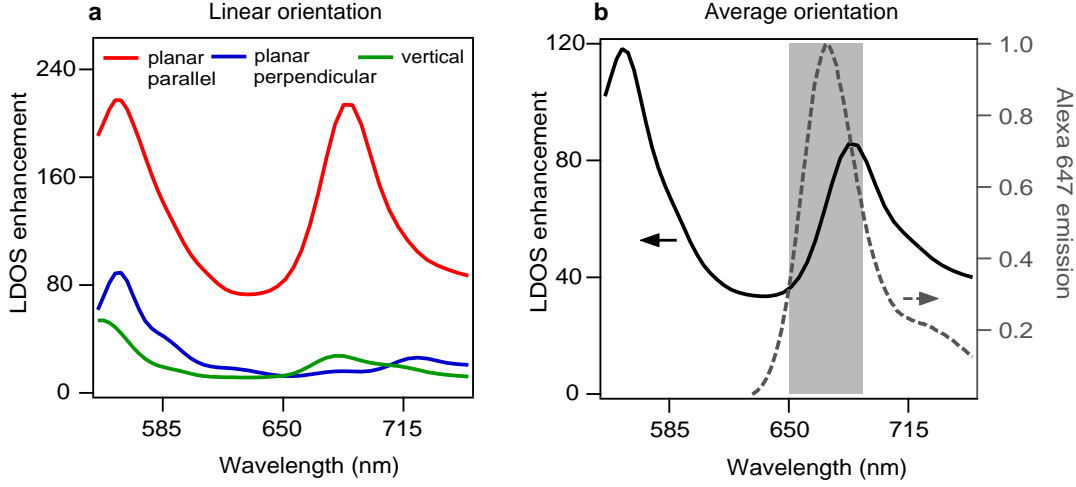 a
Linear orientation
planar parallel
planar perpendicular
vertical
LDOS enhancement
240
160
80
0
585
650
715
Wavelength (nm)
b
Average orientation
LDOS enhancement
120
80
40
0
585
650
715
Wavelength (nm)
1.0
0.8
0.6
0.4
0.2
Alexa 647 emission